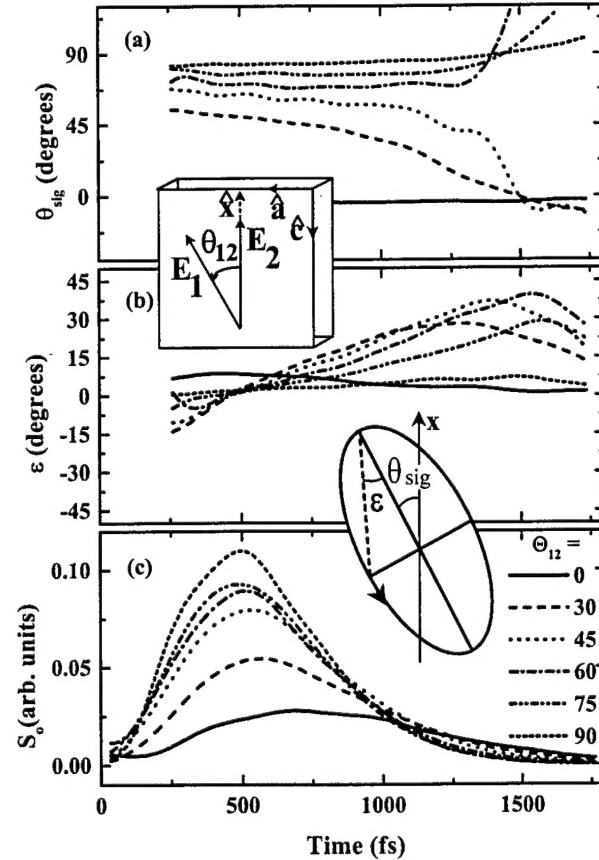 (a)
90
45
0
θsig (degrees)
x̂
â
ĉ
θ12
E1
E2
(b)
45
30
15
0
-15
-30
-45
ε (degrees)
x
θsig
ε
(c)
Θ12 =
0
30
45
60
75
90
0.10
0.05
0.00
So(arb. units)
0
500
1000
1500
Time (fs)